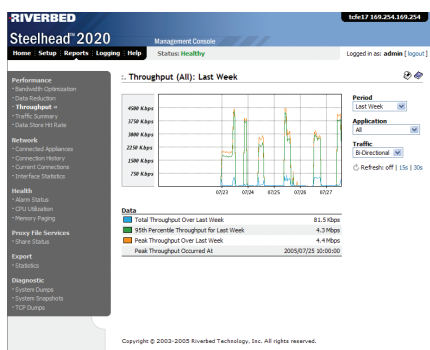 RIVERBED
tcfe17 169.254.169.254
Steelhead™ 2020
Management Console
Home Setup Reports Logging Help
Status: Healthy
Logged in as: admin [ logout ]
Performance
Bandwidth Optimization
Data Reduction
Throughput »
Traffic Summary
Data Store Hit Rate
Network
Connected Appliances
Connection History
Current Connections
Interface Statistics
Health
Alarm Status
CPU Utilization
Memory Paging
Proxy File Services
Share Status
Export
Statistics
Diagnostic
System Dumps
System Snapshots
TCP Dumps
:. Throughput (All): Last Week
4500 Kbps
3750 Kbps
3000 Kbps
2250 Kbps
1500 Kbps
750 Kbps
07/23 07/24 07/25 07/26 07/27
Period
Last Week
Application
All
Traffic
Bi-Directional
Refresh: off | 15s | 30s
Data
Total Throughput Over Last Week 81.5 Kbps
95th Percentile Throughput for Last Week 4.3 Mbps
Peak Throughput Over Last Week 4.4 Mbps
Peak Throughput Occurred At 2005/07/25 10:00:00
Copyright © 2003-2005 Riverbed Technology, Inc. All rights reserved.